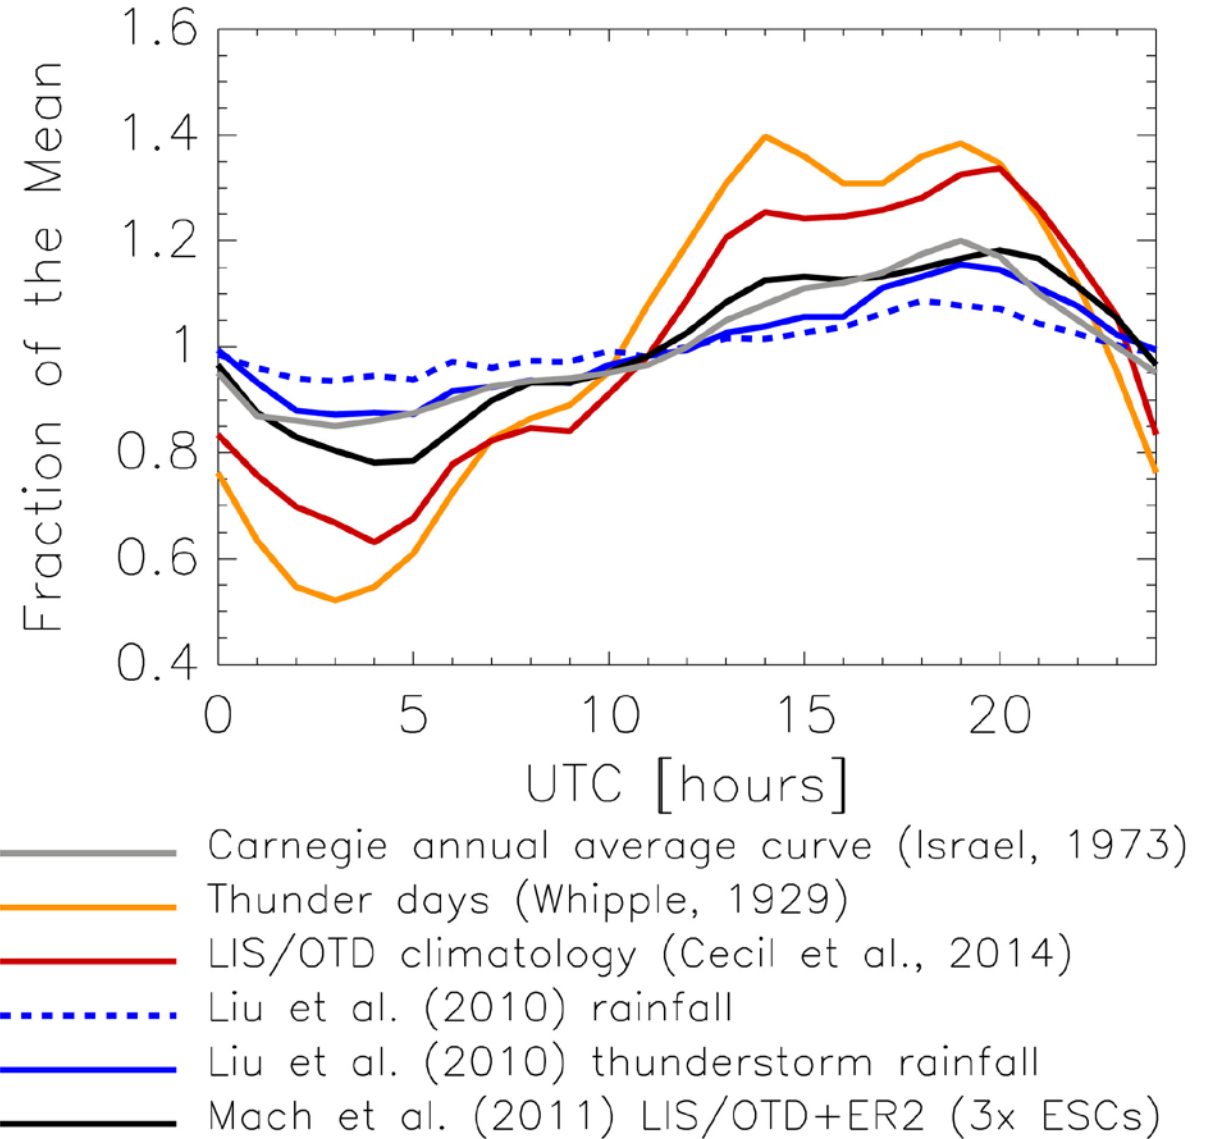 1.6
1.4
1.2
1
0.8
0.6
0.4
Fraction of the Mean
0 5 10 15 20
UTC [hours]
Carnegie annual average curve (Israel, 1973)
Thunder days (Whipple, 1929)
LIS/OTD climatology (Cecil et al., 2014)
Liu et al. (2010) rainfall
Liu et al. (2010) thunderstorm rainfall
Mach et al. (2011) LIS/OTD+ER2 (3x ESCs)